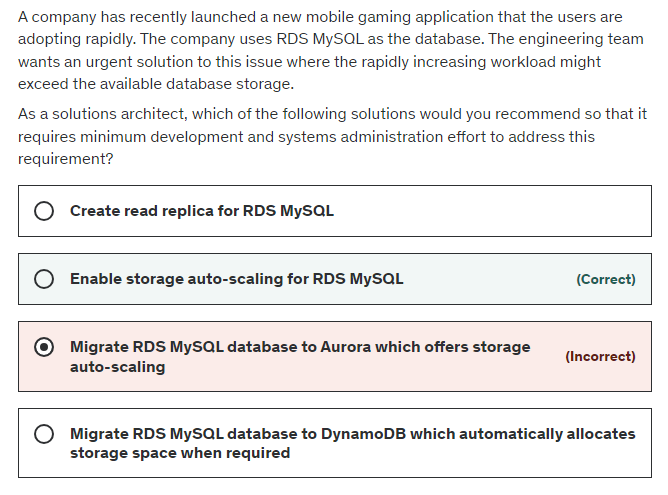 A company has recently launched a new mobile gaming application that the users are
adopting rapidly. The company uses RDS MySQL as the database. The engineering team
wants an urgent solution to this issue where the rapidly increasing workload might
exceed the available database storage.
As a solutions architect, which of the following solutions would you recommend so that it
requires minimum development and systems administration effort to address this
requirement?
Create read replica for RDS MySQL
Enable storage auto-scaling for RDS MySQL (Correct)
Migrate RDS MySQL database to Aurora which offers storage
auto-scaling
(Incorrect)
Migrate RDS MySQL database to DynamoDB which automatically allocates
storage space when required